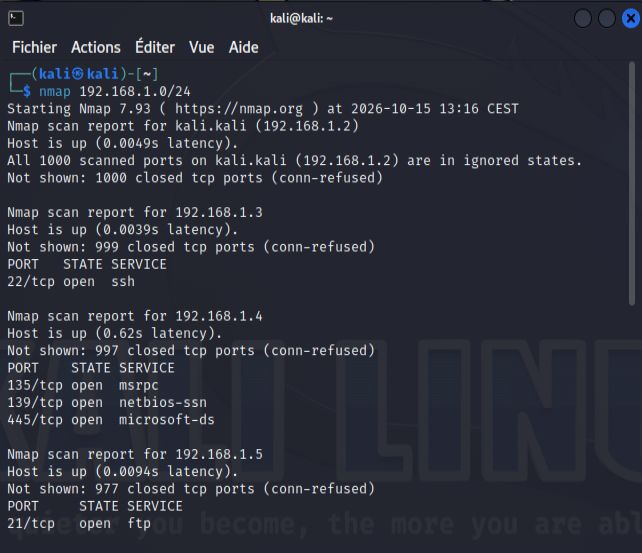 kali@kali: ~
Fichier Actions Éditer Vue Aide
┌──(kali㉿kali)-[~]
└─$ nmap 192.168.1.0/24
Starting Nmap 7.93 ( https://nmap.org ) at 2026-10-15 13:16 CEST
Nmap scan report for kali.kali (192.168.1.2)
Host is up (0.0049s latency).
All 1000 scanned ports on kali.kali (192.168.1.2) are in ignored states.
Not shown: 1000 closed tcp ports (conn-refused)

Nmap scan report for 192.168.1.3
Host is up (0.0039s latency).
Not shown: 999 closed tcp ports (conn-refused)
PORT   STATE SERVICE
22/tcp open  ssh

Nmap scan report for 192.168.1.4
Host is up (0.62s latency).
Not shown: 997 closed tcp ports (conn-refused)
PORT    STATE SERVICE
135/tcp open  msrpc
139/tcp open  netbios-ssn
445/tcp open  microsoft-ds

Nmap scan report for 192.168.1.5
Host is up (0.0094s latency).
Not shown: 977 closed tcp ports (conn-refused)
PORT     STATE SERVICE
21/tcp   open  ftp
KALI LINU
you become, the more you are abl